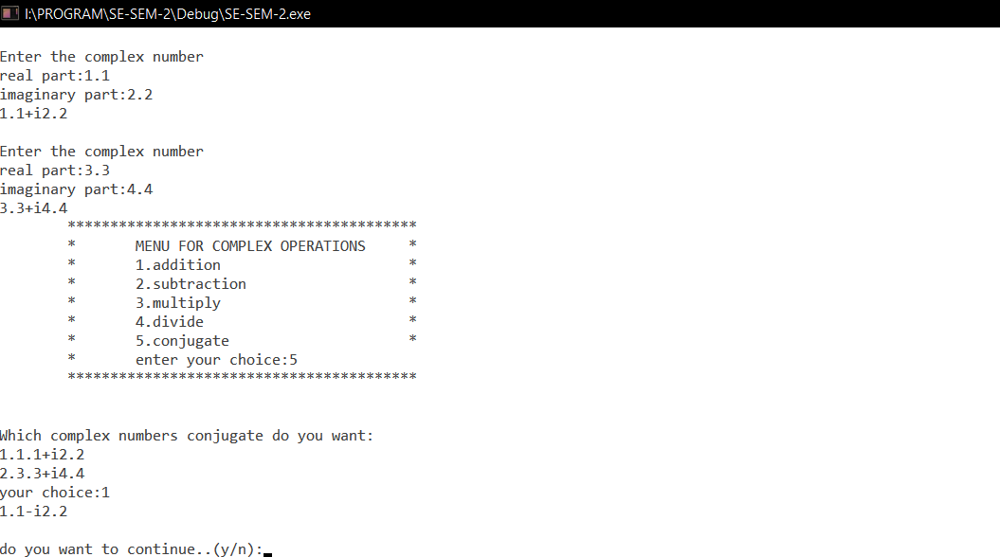 I:\PROGRAM\SE-SEM-2\Debug\SE-SEM-2.exe
Enter the complex number
real part:1.1
imaginary part:2.2
1.1+i2.2
Enter the complex number
real part:3.3
imaginary part:4.4
3.3+i4.4
*****************************************
* MENU FOR COMPLEX OPERATIONS *
* 1.addition *
* 2.subtraction *
* 3.multiply *
* 4.divide *
* 5.conjugate *
* enter your choice:5
*****************************************
Which complex numbers conjugate do you want:
1.1.1+i2.2
2.3.3+i4.4
your choice:1
1.1-i2.2
do you want to continue..(y/n):